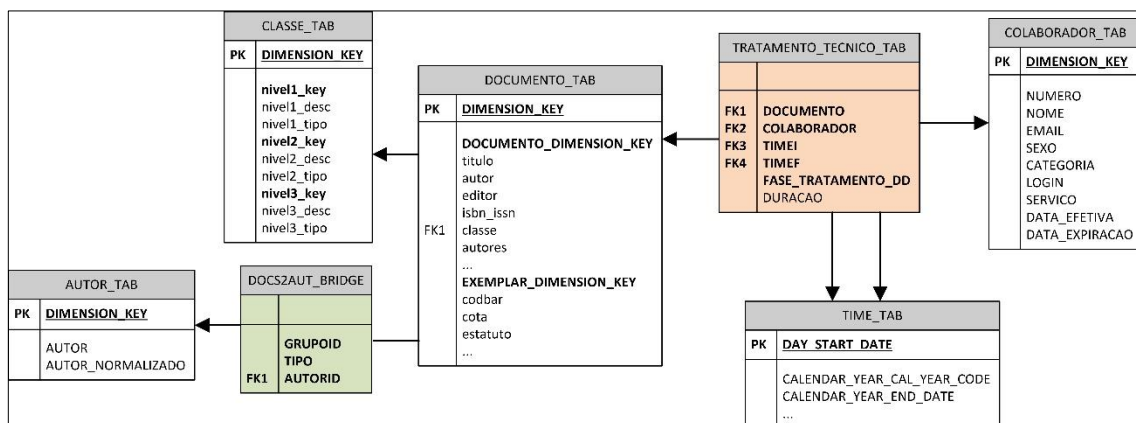 CLASSE_TAB
PK DIMENSION_KEY
nivel1_key
nivel1_desc
nivel1_tipo
nivel2_key
nivel2_desc
nivel2_tipo
nivel3_key
nivel3_desc
nivel3_tipo
DOCUMENTO_TAB
PK DIMENSION_KEY
DOCUMENTO_DIMENSION_KEY
titulo
autor
editor
isbn_issn
FK1 classe
autores
...
EXEMPLAR_DIMENSION_KEY
codbar
cota
estatuto
...
TRATAMENTO_TECNICO_TAB
FK1 DOCUMENTO
FK2 COLABORADOR
FK3 TIMEI
FK4 TIMEF
FASE_TRATAMENTO_DD
DURACAO
COLABORADOR_TAB
PK DIMENSION_KEY
NUMERO
NOME
EMAIL
SEXO
CATEGORIA
LOGIN
SERVICO
DATA_EFETIVA
DATA_EXPIRACAO
AUTOR_TAB
PK DIMENSION_KEY
AUTOR
AUTOR_NORMALIZADO
DOCS2AUT_BRIDGE
GRUPOID
TIPO
FK1 AUTORID
TIME_TAB
PK DAY_START_DATE
CALENDAR_YEAR_CAL_YEAR_CODE
CALENDAR_YEAR_END_DATE
...